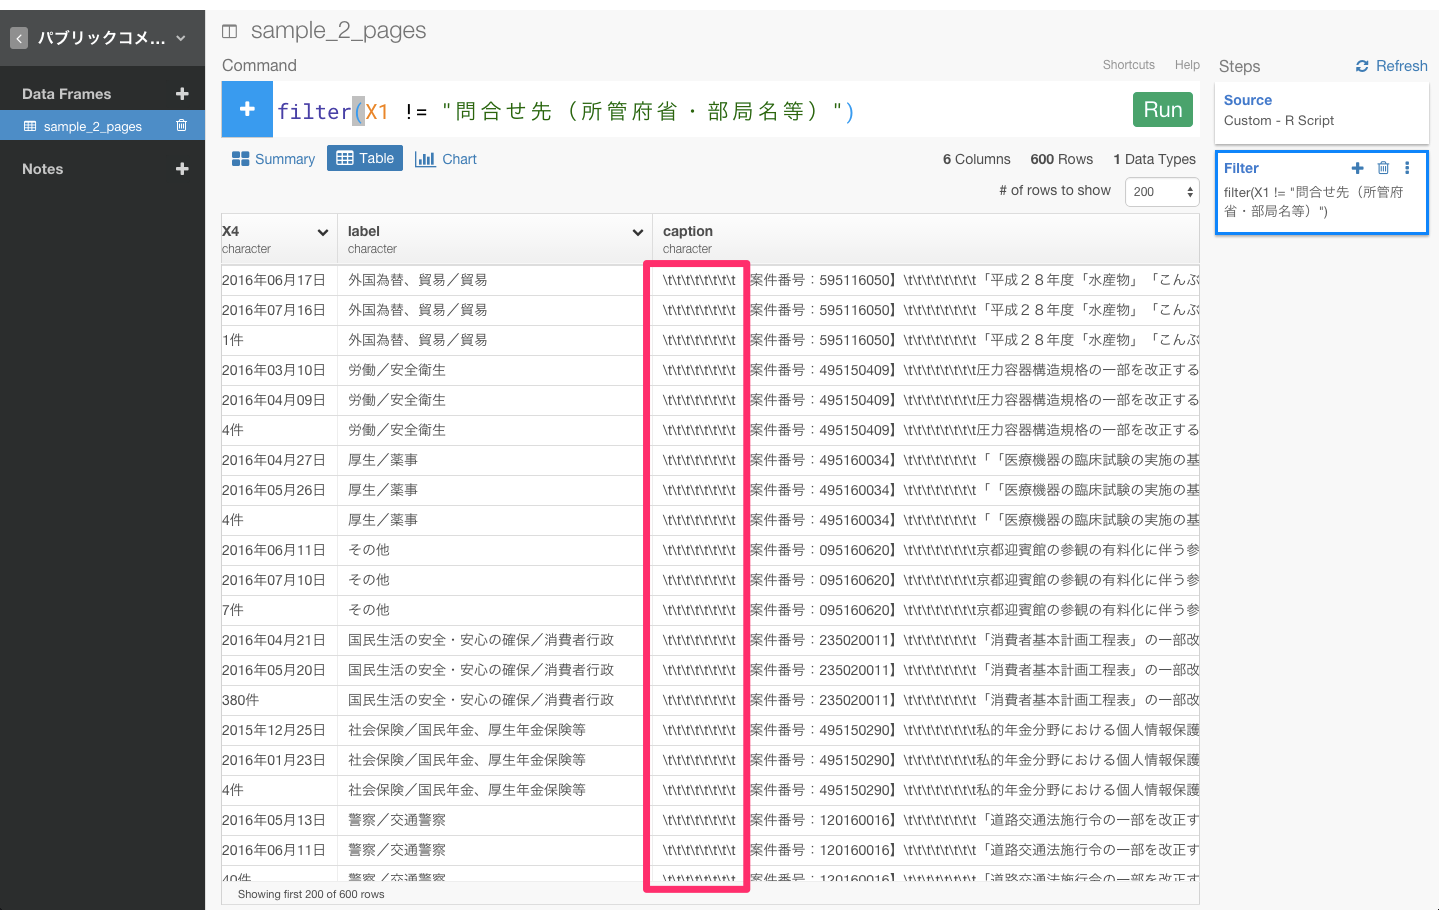 パブリックコメ...
Data Frames
sample_2_pages
Notes
sample_2_pages
Command
Shortcuts Help
filter(X1 != "問合せ先（所管府省・部局名等）")
Run
Summary Table Chart
6 Columns 600 Rows 1 Data Types
# of rows to show 200
X4 label caption
character character character
2016年06月17日 外国為替、貿易／貿易 \t\t\t\t\t\t\t\t 案件番号：595116050】\t\t\t\t\t\t\t\t「平成２８年度「水産物」「こんぶ
2016年07月16日 外国為替、貿易／貿易 \t\t\t\t\t\t\t\t 案件番号：595116050】\t\t\t\t\t\t\t\t「平成２８年度「水産物」「こんぶ
1件 外国為替、貿易／貿易 \t\t\t\t\t\t\t\t 案件番号：595116050】\t\t\t\t\t\t\t\t「平成２８年度「水産物」「こんぶ
2016年03月10日 労働／安全衛生 \t\t\t\t\t\t\t\t 案件番号：495150409】\t\t\t\t\t\t\t\t圧力容器構造規格の一部を改正する
2016年04月09日 労働／安全衛生 \t\t\t\t\t\t\t\t 案件番号：495150409】\t\t\t\t\t\t\t\t圧力容器構造規格の一部を改正する
4件 労働／安全衛生 \t\t\t\t\t\t\t\t 案件番号：495150409】\t\t\t\t\t\t\t\t圧力容器構造規格の一部を改正する
2016年04月27日 厚生／薬事 \t\t\t\t\t\t\t\t 案件番号：495160034】\t\t\t\t\t\t\t\t「「医療機器の臨床試験の実施の基
2016年05月26日 厚生／薬事 \t\t\t\t\t\t\t\t 案件番号：495160034】\t\t\t\t\t\t\t\t「「医療機器の臨床試験の実施の基
4件 厚生／薬事 \t\t\t\t\t\t\t\t 案件番号：495160034】\t\t\t\t\t\t\t\t「「医療機器の臨床試験の実施の基
2016年06月11日 その他 \t\t\t\t\t\t\t\t 案件番号：095160620】\t\t\t\t\t\t\t\t京都迎賓館の参観の有料化に伴う参
2016年07月10日 その他 \t\t\t\t\t\t\t\t 案件番号：095160620】\t\t\t\t\t\t\t\t京都迎賓館の参観の有料化に伴う参
7件 その他 \t\t\t\t\t\t\t\t 案件番号：095160620】\t\t\t\t\t\t\t\t京都迎賓館の参観の有料化に伴う参
2016年04月21日 国民生活の安全・安心の確保／消費者行政 \t\t\t\t\t\t\t\t 案件番号：235020011】\t\t\t\t\t\t\t\t「消費者基本計画工程表」の一部改
2016年05月20日 国民生活の安全・安心の確保／消費者行政 \t\t\t\t\t\t\t\t 案件番号：235020011】\t\t\t\t\t\t\t\t「消費者基本計画工程表」の一部改
380件 国民生活の安全・安心の確保／消費者行政 \t\t\t\t\t\t\t\t 案件番号：235020011】\t\t\t\t\t\t\t\t「消費者基本計画工程表」の一部改
2015年12月25日 社会保険／国民年金、厚生年金保険等 \t\t\t\t\t\t\t\t 案件番号：495150290】\t\t\t\t\t\t\t\t私的年金分野における個人情報保護
2016年01月23日 社会保険／国民年金、厚生年金保険等 \t\t\t\t\t\t\t\t 案件番号：495150290】\t\t\t\t\t\t\t\t私的年金分野における個人情報保護
4件 社会保険／国民年金、厚生年金保険等 \t\t\t\t\t\t\t\t 案件番号：495150290】\t\t\t\t\t\t\t\t私的年金分野における個人情報保護
2016年05月13日 警察／交通警察 \t\t\t\t\t\t\t\t 案件番号：120160016】\t\t\t\t\t\t\t\t「道路交通法施行令の一部を改正す
2016年06月11日 警察／交通警察 \t\t\t\t\t\t\t\t 案件番号：120160016】\t\t\t\t\t\t\t\t「道路交通法施行令の一部を改正す
40件 警察／交通警察 \t\t\t\t\t\t\t\t 案件番号：120160016】\t\t\t\t\t\t\t\t「道路交通法施行令の一部を改正す
Showing first 200 of 600 rows
Steps Refresh
Source
Custom - R Script
Filter
filter(X1 != "問合せ先（所管府
省・部局名等）")